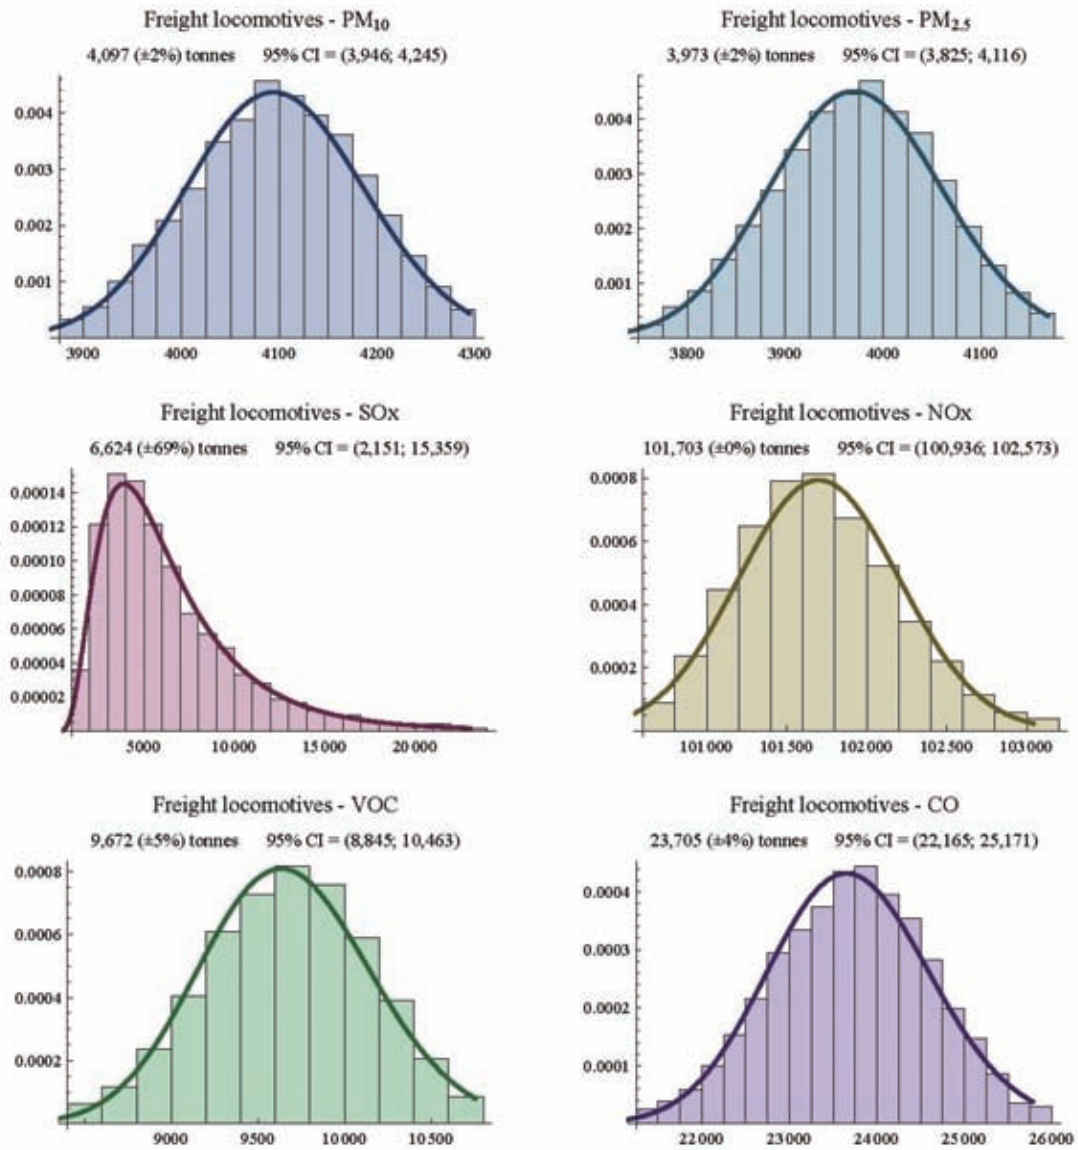 Freight locomotives - PM10
4,097 (±2%) tonnes 95% CI = (3,946; 4,245)
0.004
0.003
0.002
0.001
3900 4000 4100 4200 4300
Freight locomotives - PM2.5
3,973 (±2%) tonnes 95% CI = (3,825; 4,116)
0.004
0.003
0.002
0.001
3800 3900 4000 4100
Freight locomotives - SOx
6,624 (±69%) tonnes 95% CI = (2,151; 15,359)
0.00014
0.00012
0.00010
0.00008
0.00006
0.00004
0.00002
5000 10000 15000 20000
Freight locomotives - NOx
101,703 (±0%) tonnes 95% CI = (100,936; 102,573)
0.0008
0.0006
0.0004
0.0002
101000 101500 102000 102500 103000
Freight locomotives - VOC
9,672 (±5%) tonnes 95% CI = (8,845; 10,463)
0.0008
0.0006
0.0004
0.0002
9000 9500 10000 10500
Freight locomotives - CO
23,705 (±4%) tonnes 95% CI = (22,165; 25,171)
0.0004
0.0003
0.0002
0.0001
22000 23000 24000 25000 26000